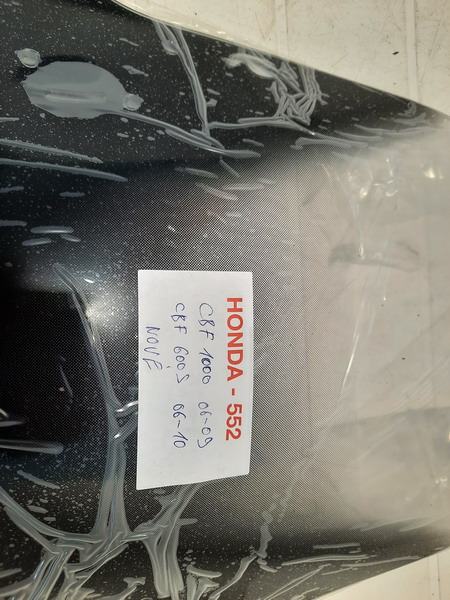 HONDA - 552
CBF 1000 06-09
CBF 600S 06-10
NOVÉ